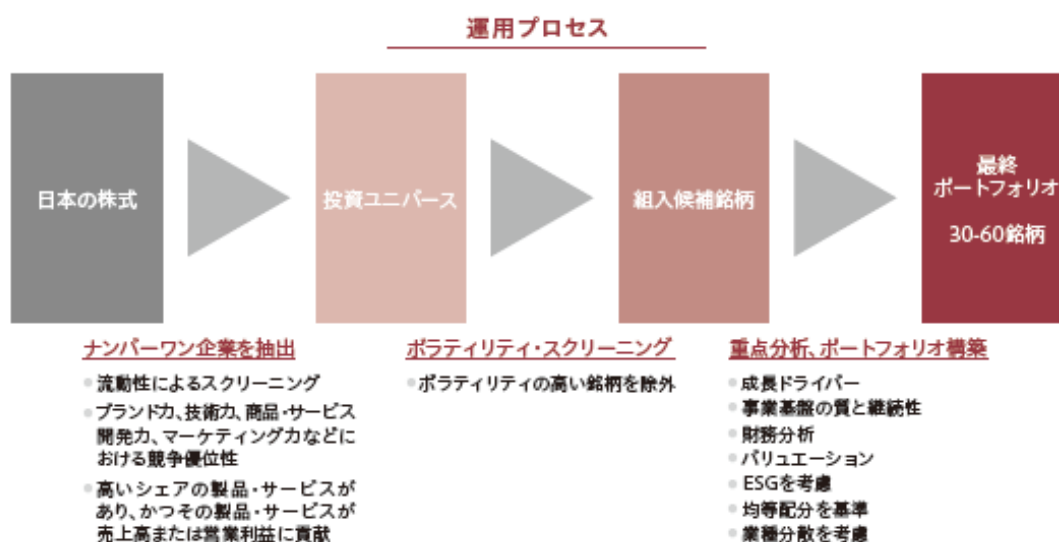 運用プロセス
日本の株式
投資ユニバース
組入候補銘柄
最終
ポートフォリオ
30-60銘柄
ナンバーワン企業を抽出
流動性によるスクリーニング
ブランド力、技術力、商品・サービス
開発力、マーケティング力などに
おける競争優位性
高いシェアの製品・サービスが
あり、かつその製品・サービスが
売上高または営業利益に貢献
ボラティリティ・スクリーニング
ボラティリティの高い銘柄を除外
重点分析、ポートフォリオ構築
成長ドライバー
事業基盤の質と継続性
財務分析
バリュエーション
ESGを考慮
均等配分を基準
業種分散を考慮